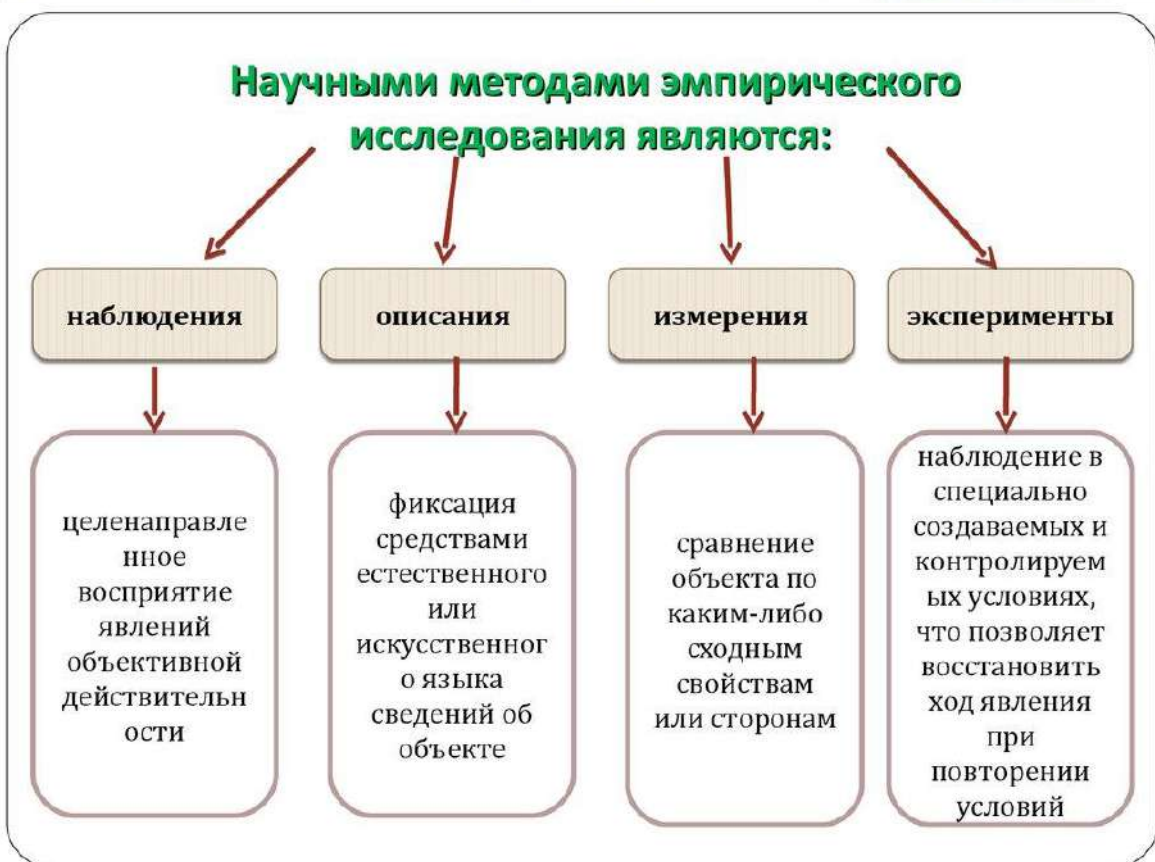 Научными методами эмпирического
исследования являются:
наблюдения
описания
измерения
эксперименты
целенаправле
нное
восприятие
явлений
объективной
действительн
ости
фиксация
средствами
естественного
или
искусственног
о языка
сведений об
объекте
сравнение
объекта по
каким-либо
сходным
свойствам
или сторонам
наблюдение в
специально
создаваемых и
контролируем
ых условиях,
что позволяет
восстановить
ход явления
при
повторении
условий